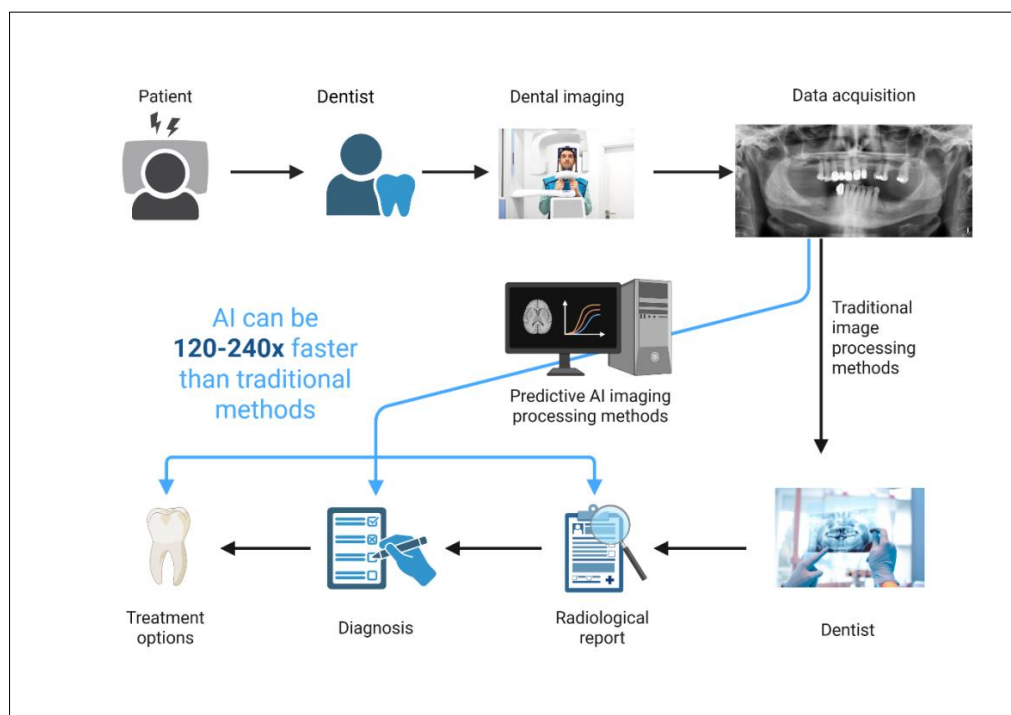 Patient
Dentist
Dental imaging
Data acquisition
AI can be
120-240x faster
than traditional
methods
Predictive AI imaging
processing methods
Traditional
image
processing
methods
Treatment
options
Diagnosis
Radiological
report
Dentist